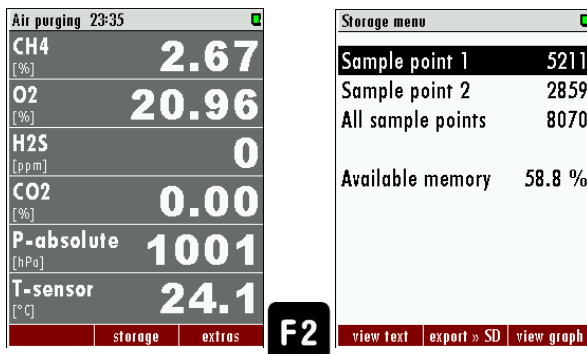 Air purging 23:35
CH4 2.67
[%]
O2 20.96
[%]
H2S 0
[ppm]
CO2 0.00
[%]
P-absolute 1001
[hPa]
T-sensor 24.1
[°C]
storage extras
F2
Storage menu
Sample point 1 5211
Sample point 2 2859
All sample points 8070
Available memory 58.8 %
view text export » SD view graph